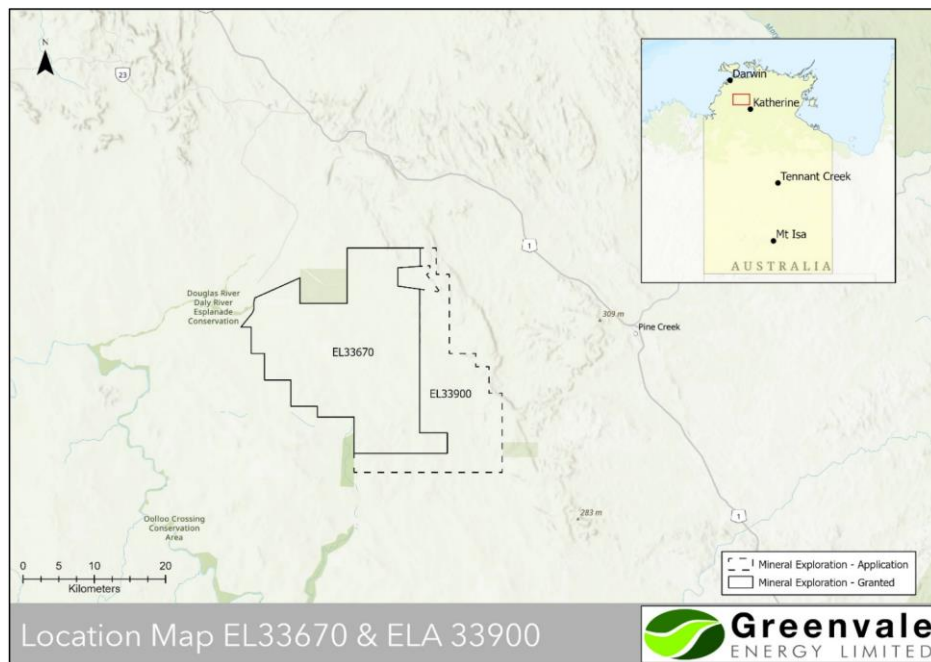 N
23
Darwin
Katherine
Tennant Creek
Mt Isa
AUSTRALIA
1
Douglas River
Daly River
Esplanade
Conservation
309 m
Pine Creek
EL33670
EL33900
283 m
1
Oolloo Crossing
Conservation
Area
0 5 10 20
Kilometers
Mineral Exploration - Application
Mineral Exploration - Granted
Location Map EL33670 & ELA 33900
Greenvale
ENERGY LIMITED